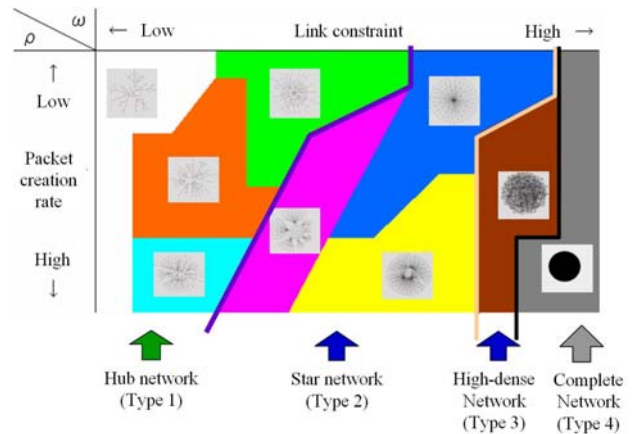 ω
ρ
← Low
Link constraint
High →
↑
Low
Packet
creation
rate
High
↓
Hub network
(Type 1)
Star network
(Type 2)
High-dense
Network
(Type 3)
Complete
Network
(Type 4)